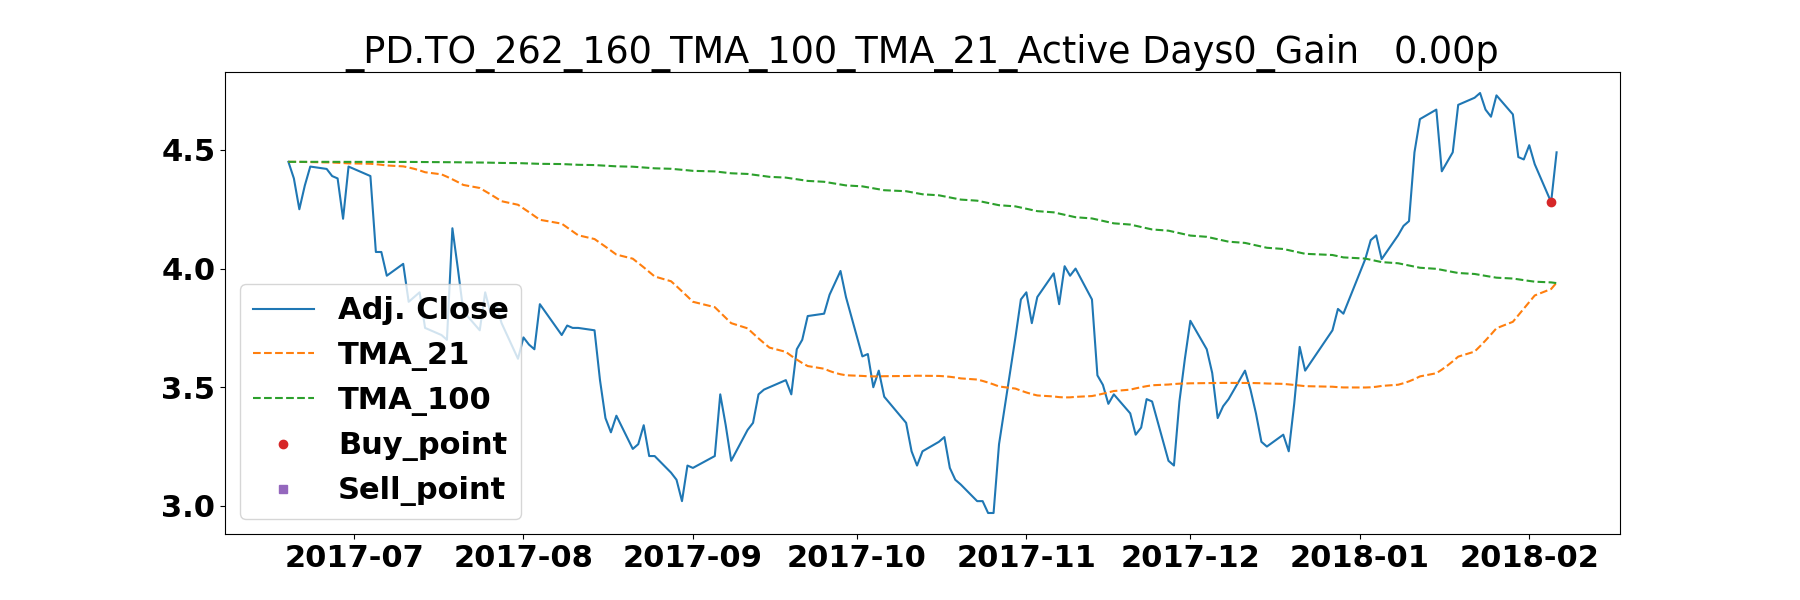 _PD.TO_262_160_TMA_100_TMA_21_Active Days0_Gain   0.00p
4.5
4.0
3.5
3.0
Adj. Close
TMA_21
TMA_100
Buy_point
Sell_point
2017-07 2017-08 2017-09 2017-10 2017-11 2017-12 2018-01 2018-02